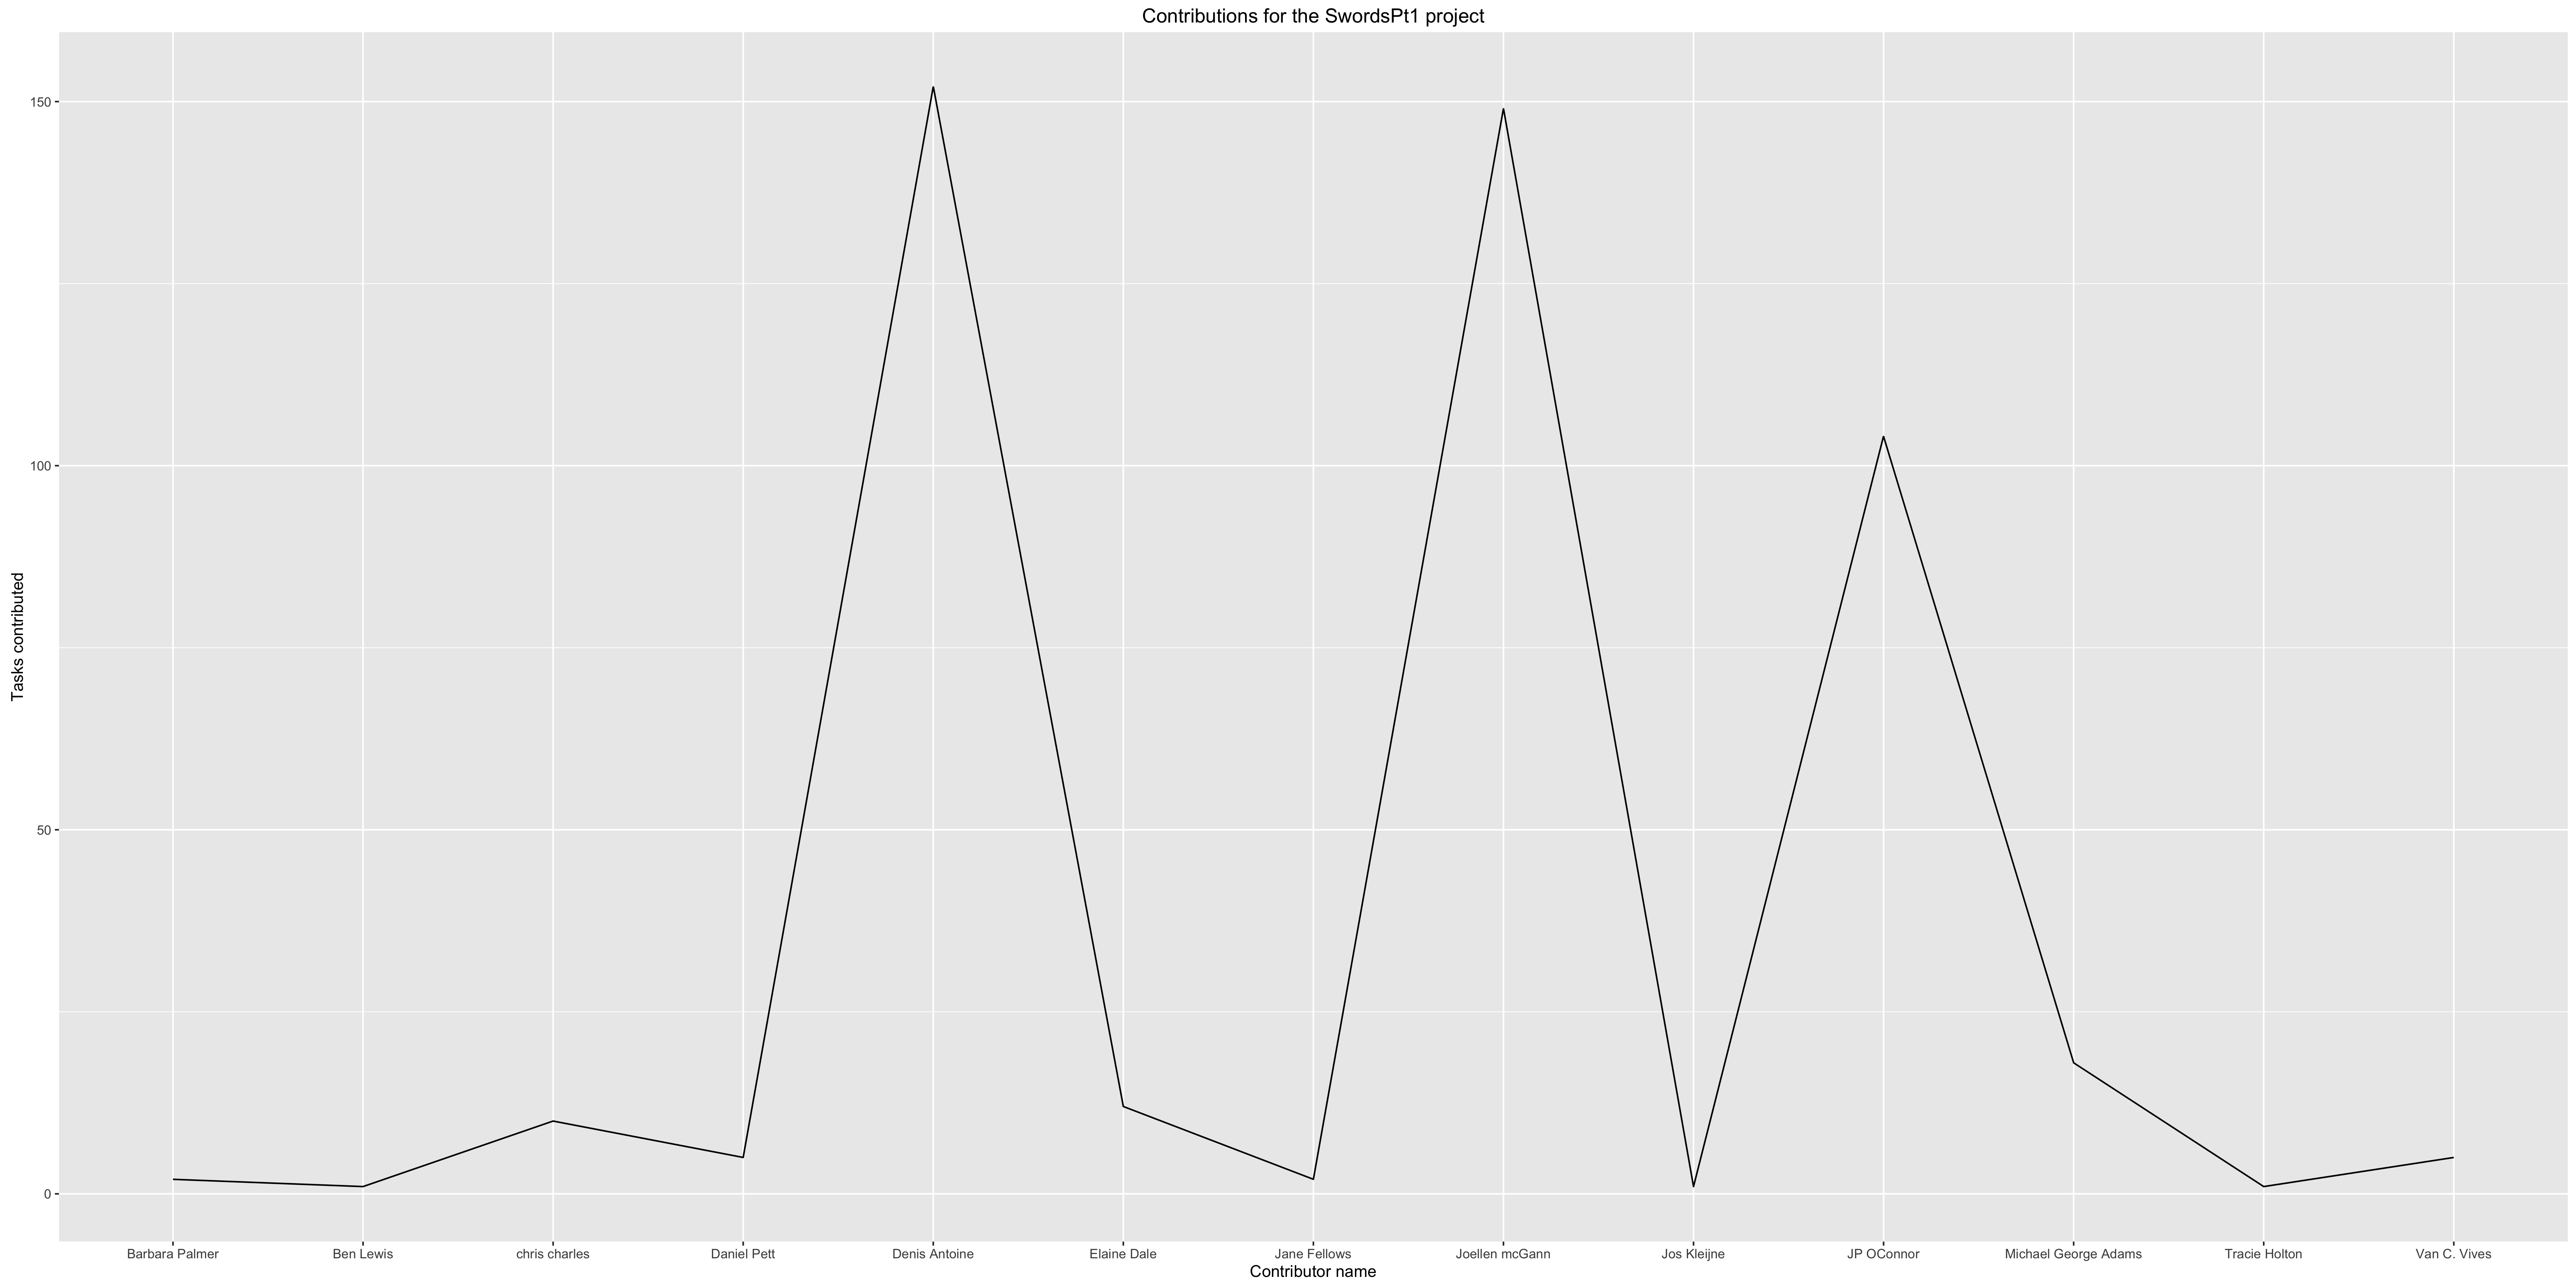 Contributions for the SwordsPt1 project
Tasks contributed
150
100
50
0
Barbara Palmer
Ben Lewis
chris charles
Daniel Pett
Denis Antoine
Elaine Dale
Jane Fellows
Joellen mcGann
Jos Kleijne
JP OConnor
Michael George Adams
Tracie Holton
Van C. Vives
Contributor name